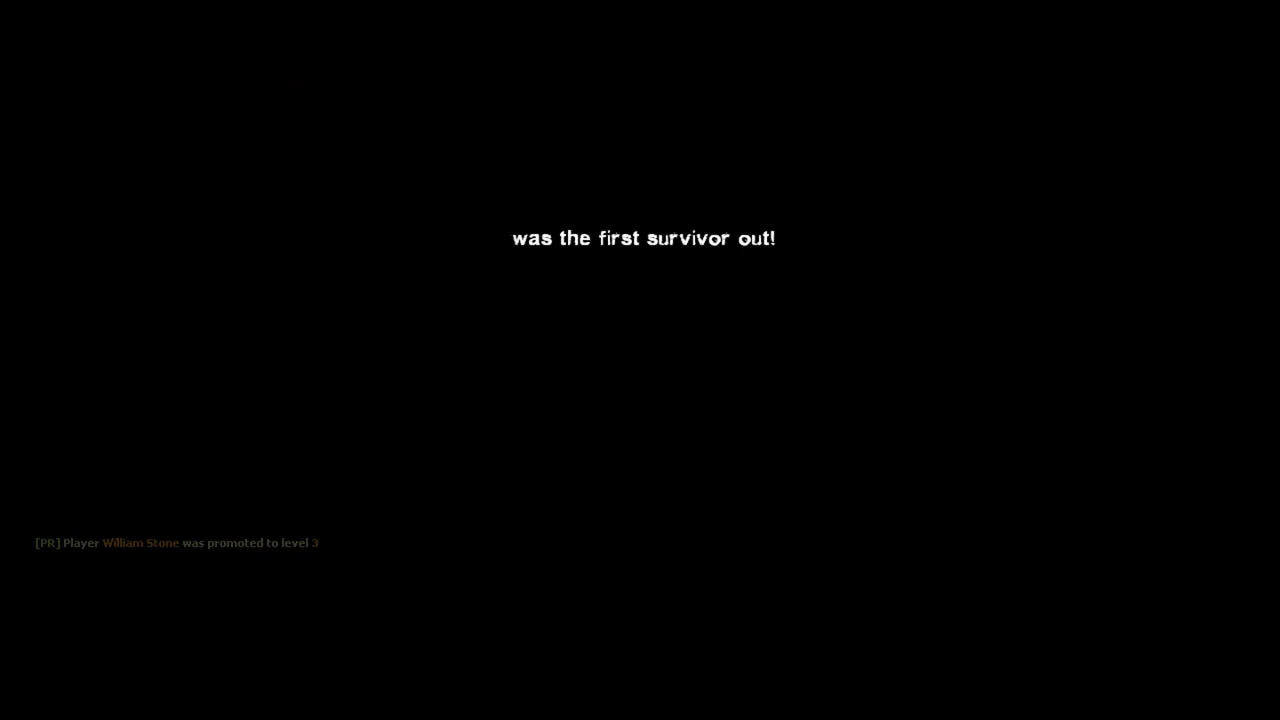 was the first survivor out!
[PR] Player William Stone was promoted to level 3